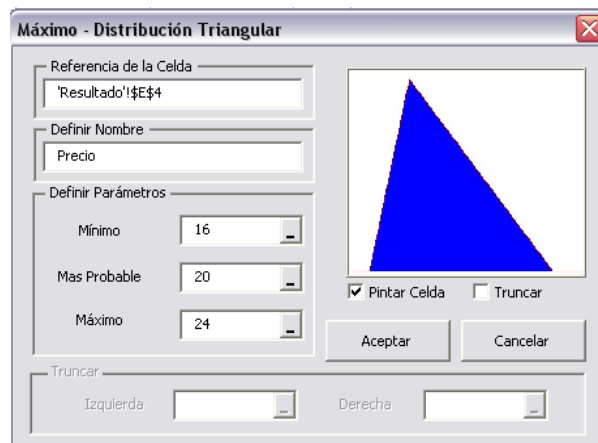 Máximo - Distribución Triangular
Referencia de la Celda
'Resultado'!$E$4
Definir Nombre
Precio
Definir Parámetros
Mínimo 16
Mas Probable 20
Máximo 24
Pintar Celda Truncar
Aceptar Cancelar
Truncar
Izquierda Derecha